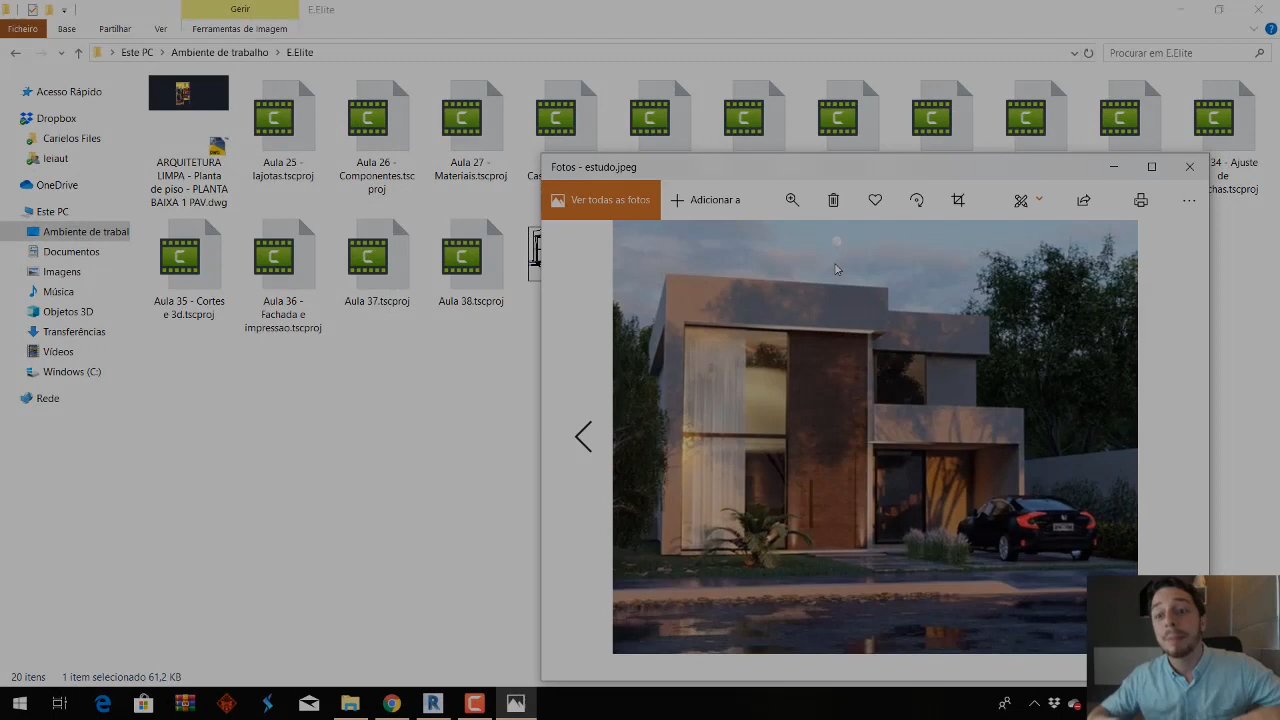 Gerir
E.Elite
Ficheiro
Base
Partilhar
Ver
Ferramentas de imagem
Este PC
Ambiente de trabalho
E.Elite
Procurar em E.Elite
Acesso Rápido
Dropbox
Carielos Files
leiaut
OneDrive
Este PC
Ambiente de trabal
Documentos
Imagens
Música
Objetos 3D
Transferências
Vídeos
Windows (C:)
Rede
ARQUITETURA
LIMPA - Planta
de piso - PLANTA
BAIXA 1 PAV.dwg
Aula 25 -
lajotas.tscproj
Aula 26 -
Componentes.tsc
proj
Aula 27 -
Materiais.tscproj
34 - Ajuste de
Aula 35 - Cortes
e 3d.tscproj
Aula 36 -
Fachada e
impressao.tscproj
Aula 37.tscproj
Aula 38.tscproj
Fotos - estudo.jpeg
Ver todas as fotos
Adicionar a
20 itens
1 item selecionado 61,2 KB